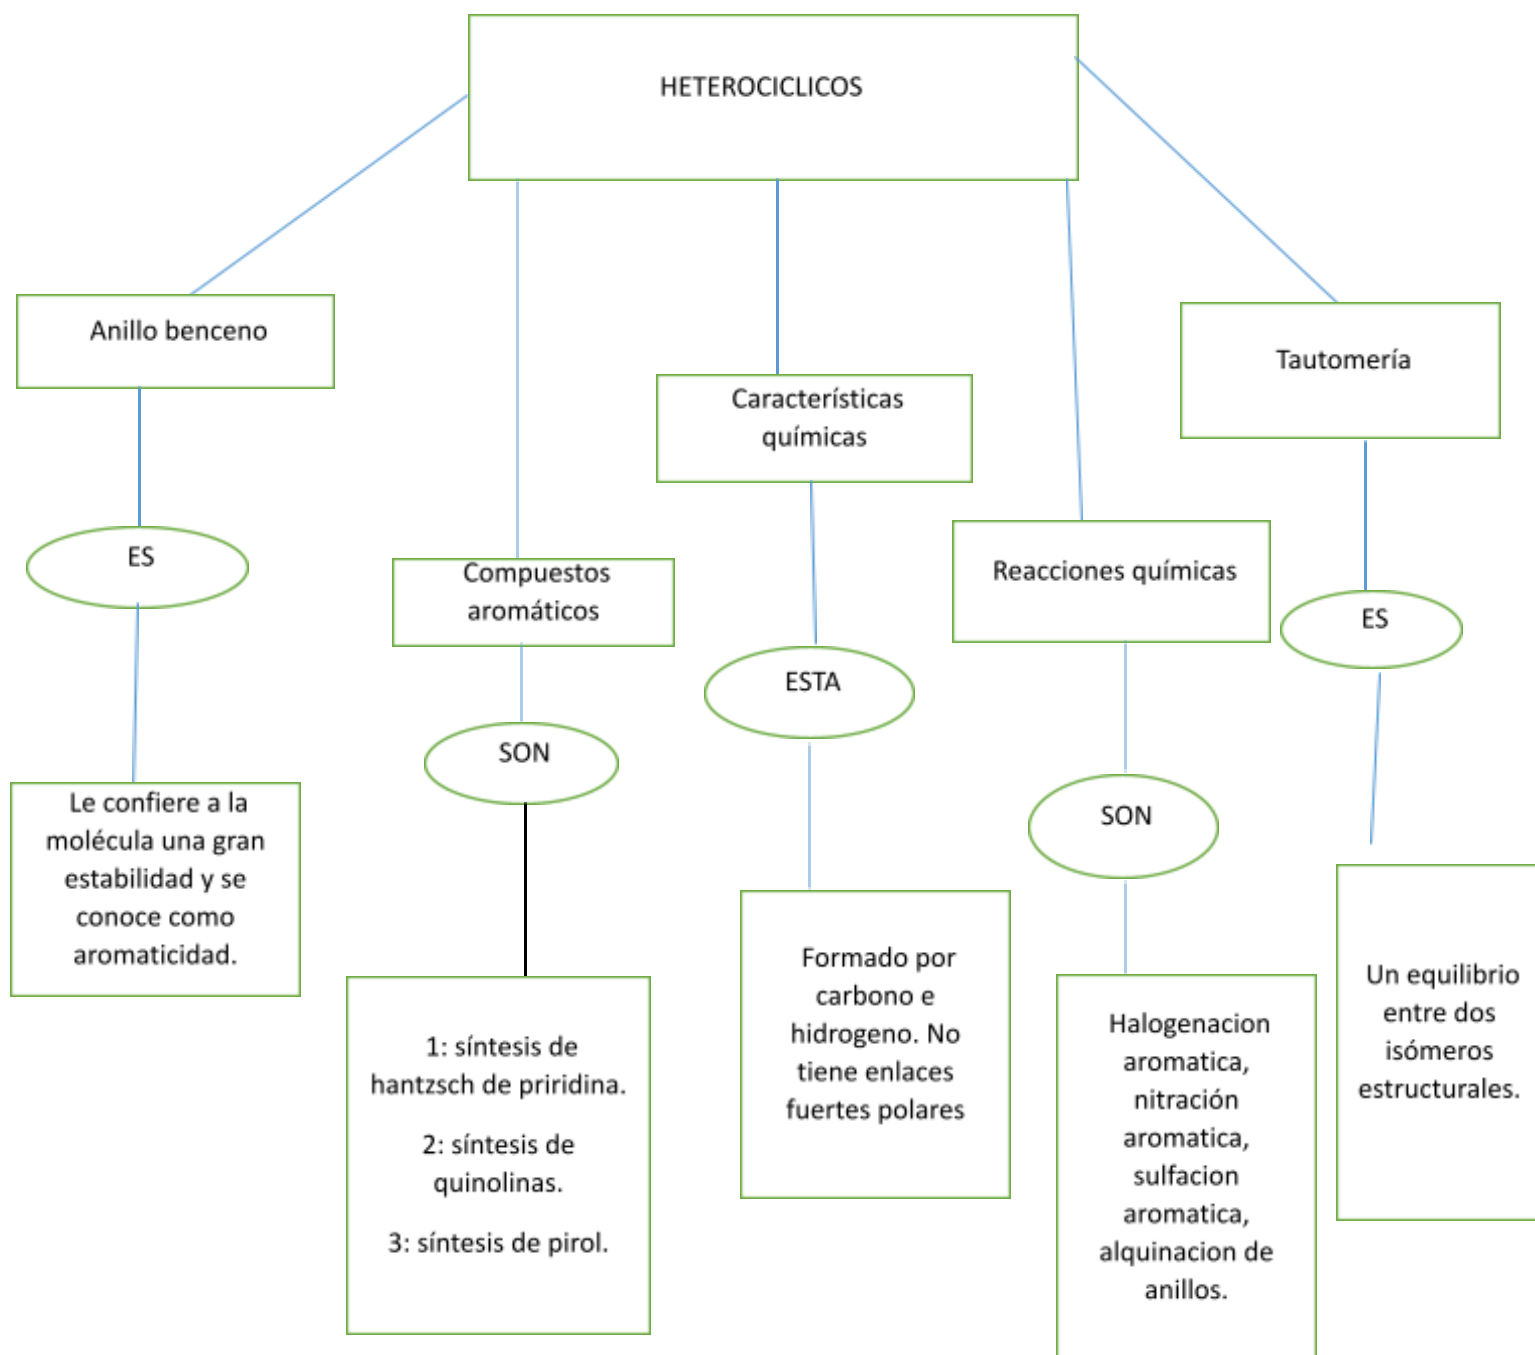 HETEROCICLICOS
Anillo benceno
ES
Le confiere a la
molécula una gran
estabilidad y se
conoce como
aromaticidad.
Compuestos
aromáticos
SON
1: síntesis de
hantzsch de priridina.
2: síntesis de
quinolinas.
3: síntesis de pirol.
Características
químicas
ESTA
Formado por
carbono e
hidrogeno. No
tiene enlaces
fuertes polares
Reacciones químicas
SON
Halogenacion
aromatica,
nitración
aromatica,
sulfacion
aromatica,
alquinacion de
anillos.
Tautomería
ES
Un equilibrio
entre dos
isómeros
estructurales.